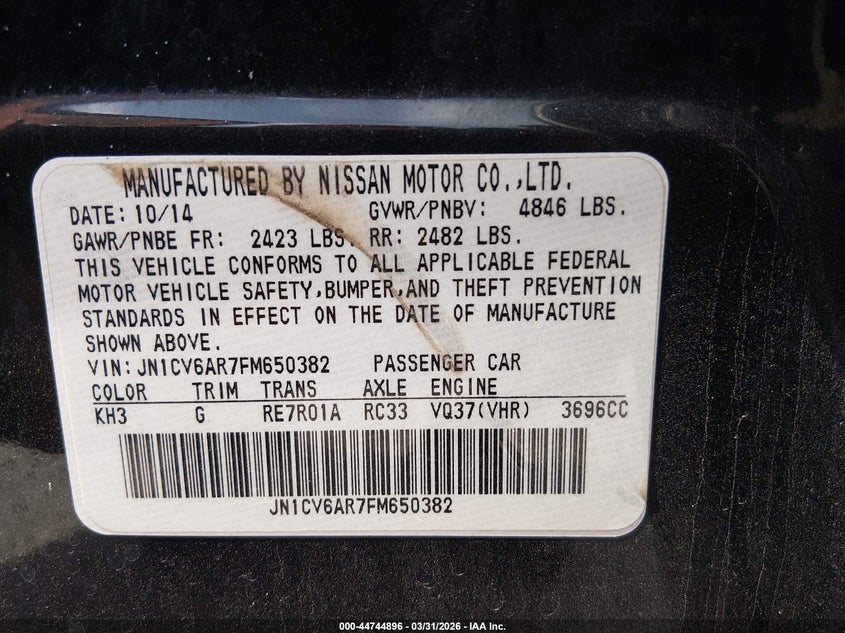 MANUFACTURED BY NISSAN MOTOR CO.,LTD.
DATE: 10/14 GVWR/PNBV: 4846 LBS.
GAWR/PNBE FR: 2423 LBS. RR: 2482 LBS.
THIS VEHICLE CONFORMS TO ALL APPLICABLE FEDERAL
MOTOR VEHICLE SAFETY,BUMPER,AND THEFT PREVENTION
STANDARDS IN EFFECT ON THE DATE OF MANUFACTURE
SHOWN ABOVE.
VIN:JN1CV6AR7FM650382 PASSENGER CAR
COLOR TRIM TRANS AXLE ENGINE
KH3 G RE7R01A RC33 VQ37(VHR) 3696CC
JN1CV6AR7FM650382
000-44744896 - 03/31/2026 - IAA Inc.